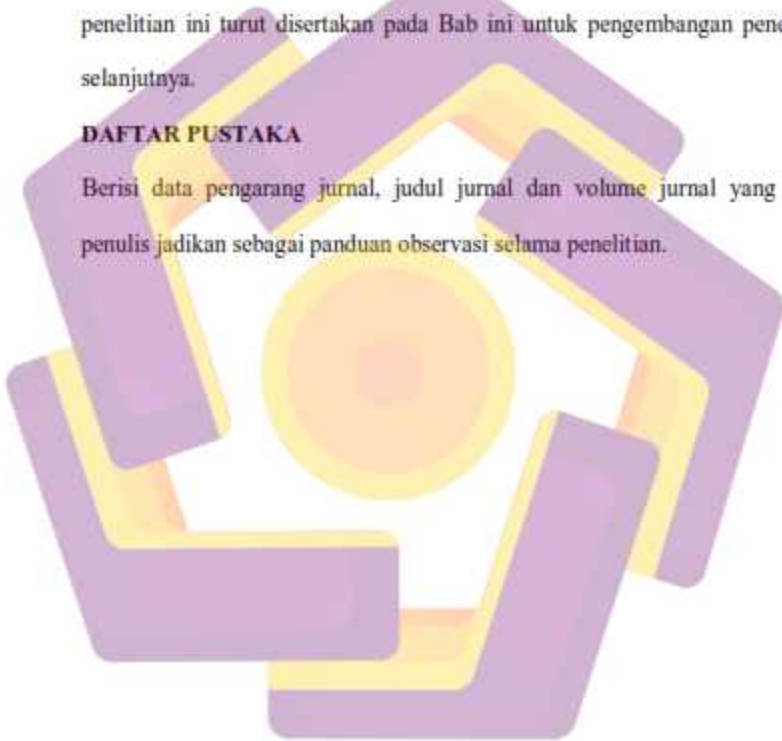 penelitian ini turut disertakan pada Bab ini untuk pengembangan
selanjutnya.
DAFTAR PUSTAKA
Berisi data pengarang jurnal, judul jurnal dan volume jurnal yang
penulis jadikan sebagai panduan observasi selama penelitian.